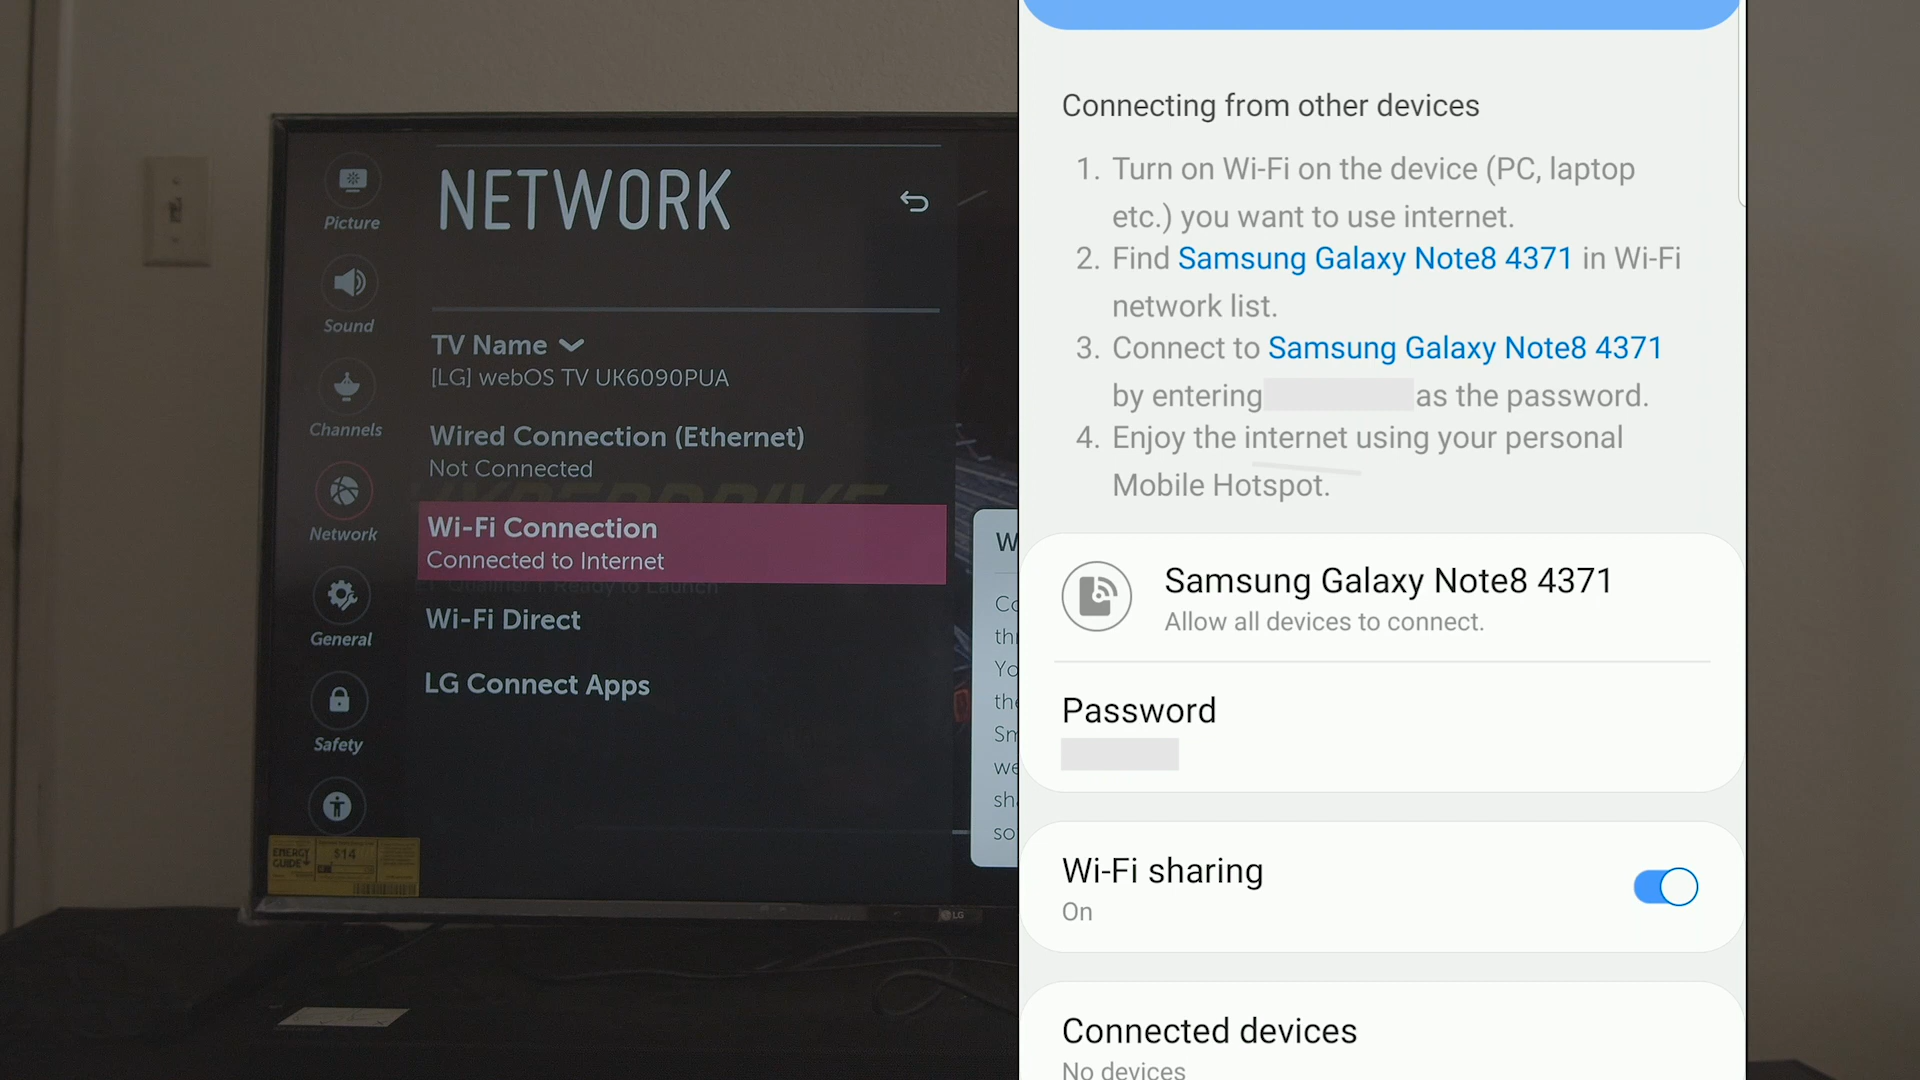 NETWORK
Picture
Sound
Channels
Network
General
Safety
TV Name
[LG] webOS TV UK6090PUA
Wired Connection (Ethernet)
Not Connected
Wi-Fi Connection
Connected to Internet
Wi-Fi Direct
LG Connect Apps
ENERGY
GUIDE
$14
LG
Connecting from other devices
1. Turn on Wi-Fi on the device (PC, laptop
etc.) you want to use internet.
2. Find Samsung Galaxy Note8 4371 in Wi-Fi
network list.
3. Connect to Samsung Galaxy Note8 4371
by entering as the password.
4. Enjoy the internet using your personal
Mobile Hotspot.
Samsung Galaxy Note8 4371
Allow all devices to connect.
Password
Wi-Fi sharing
On
Connected devices
No devices